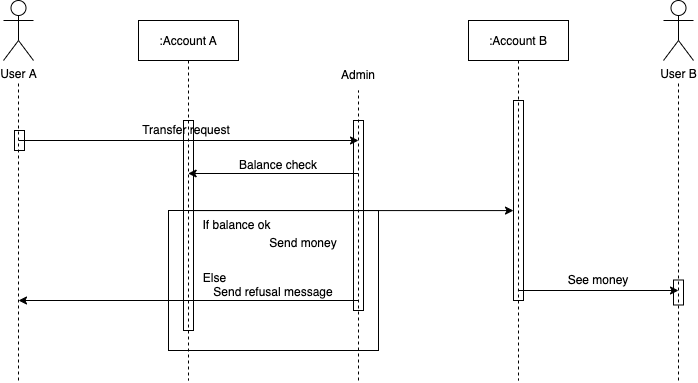 :Account A
:Account B
User A
Admin
User B
Transfer request
Balance check
If balance ok
Send money
Else
See money
Send refusal message